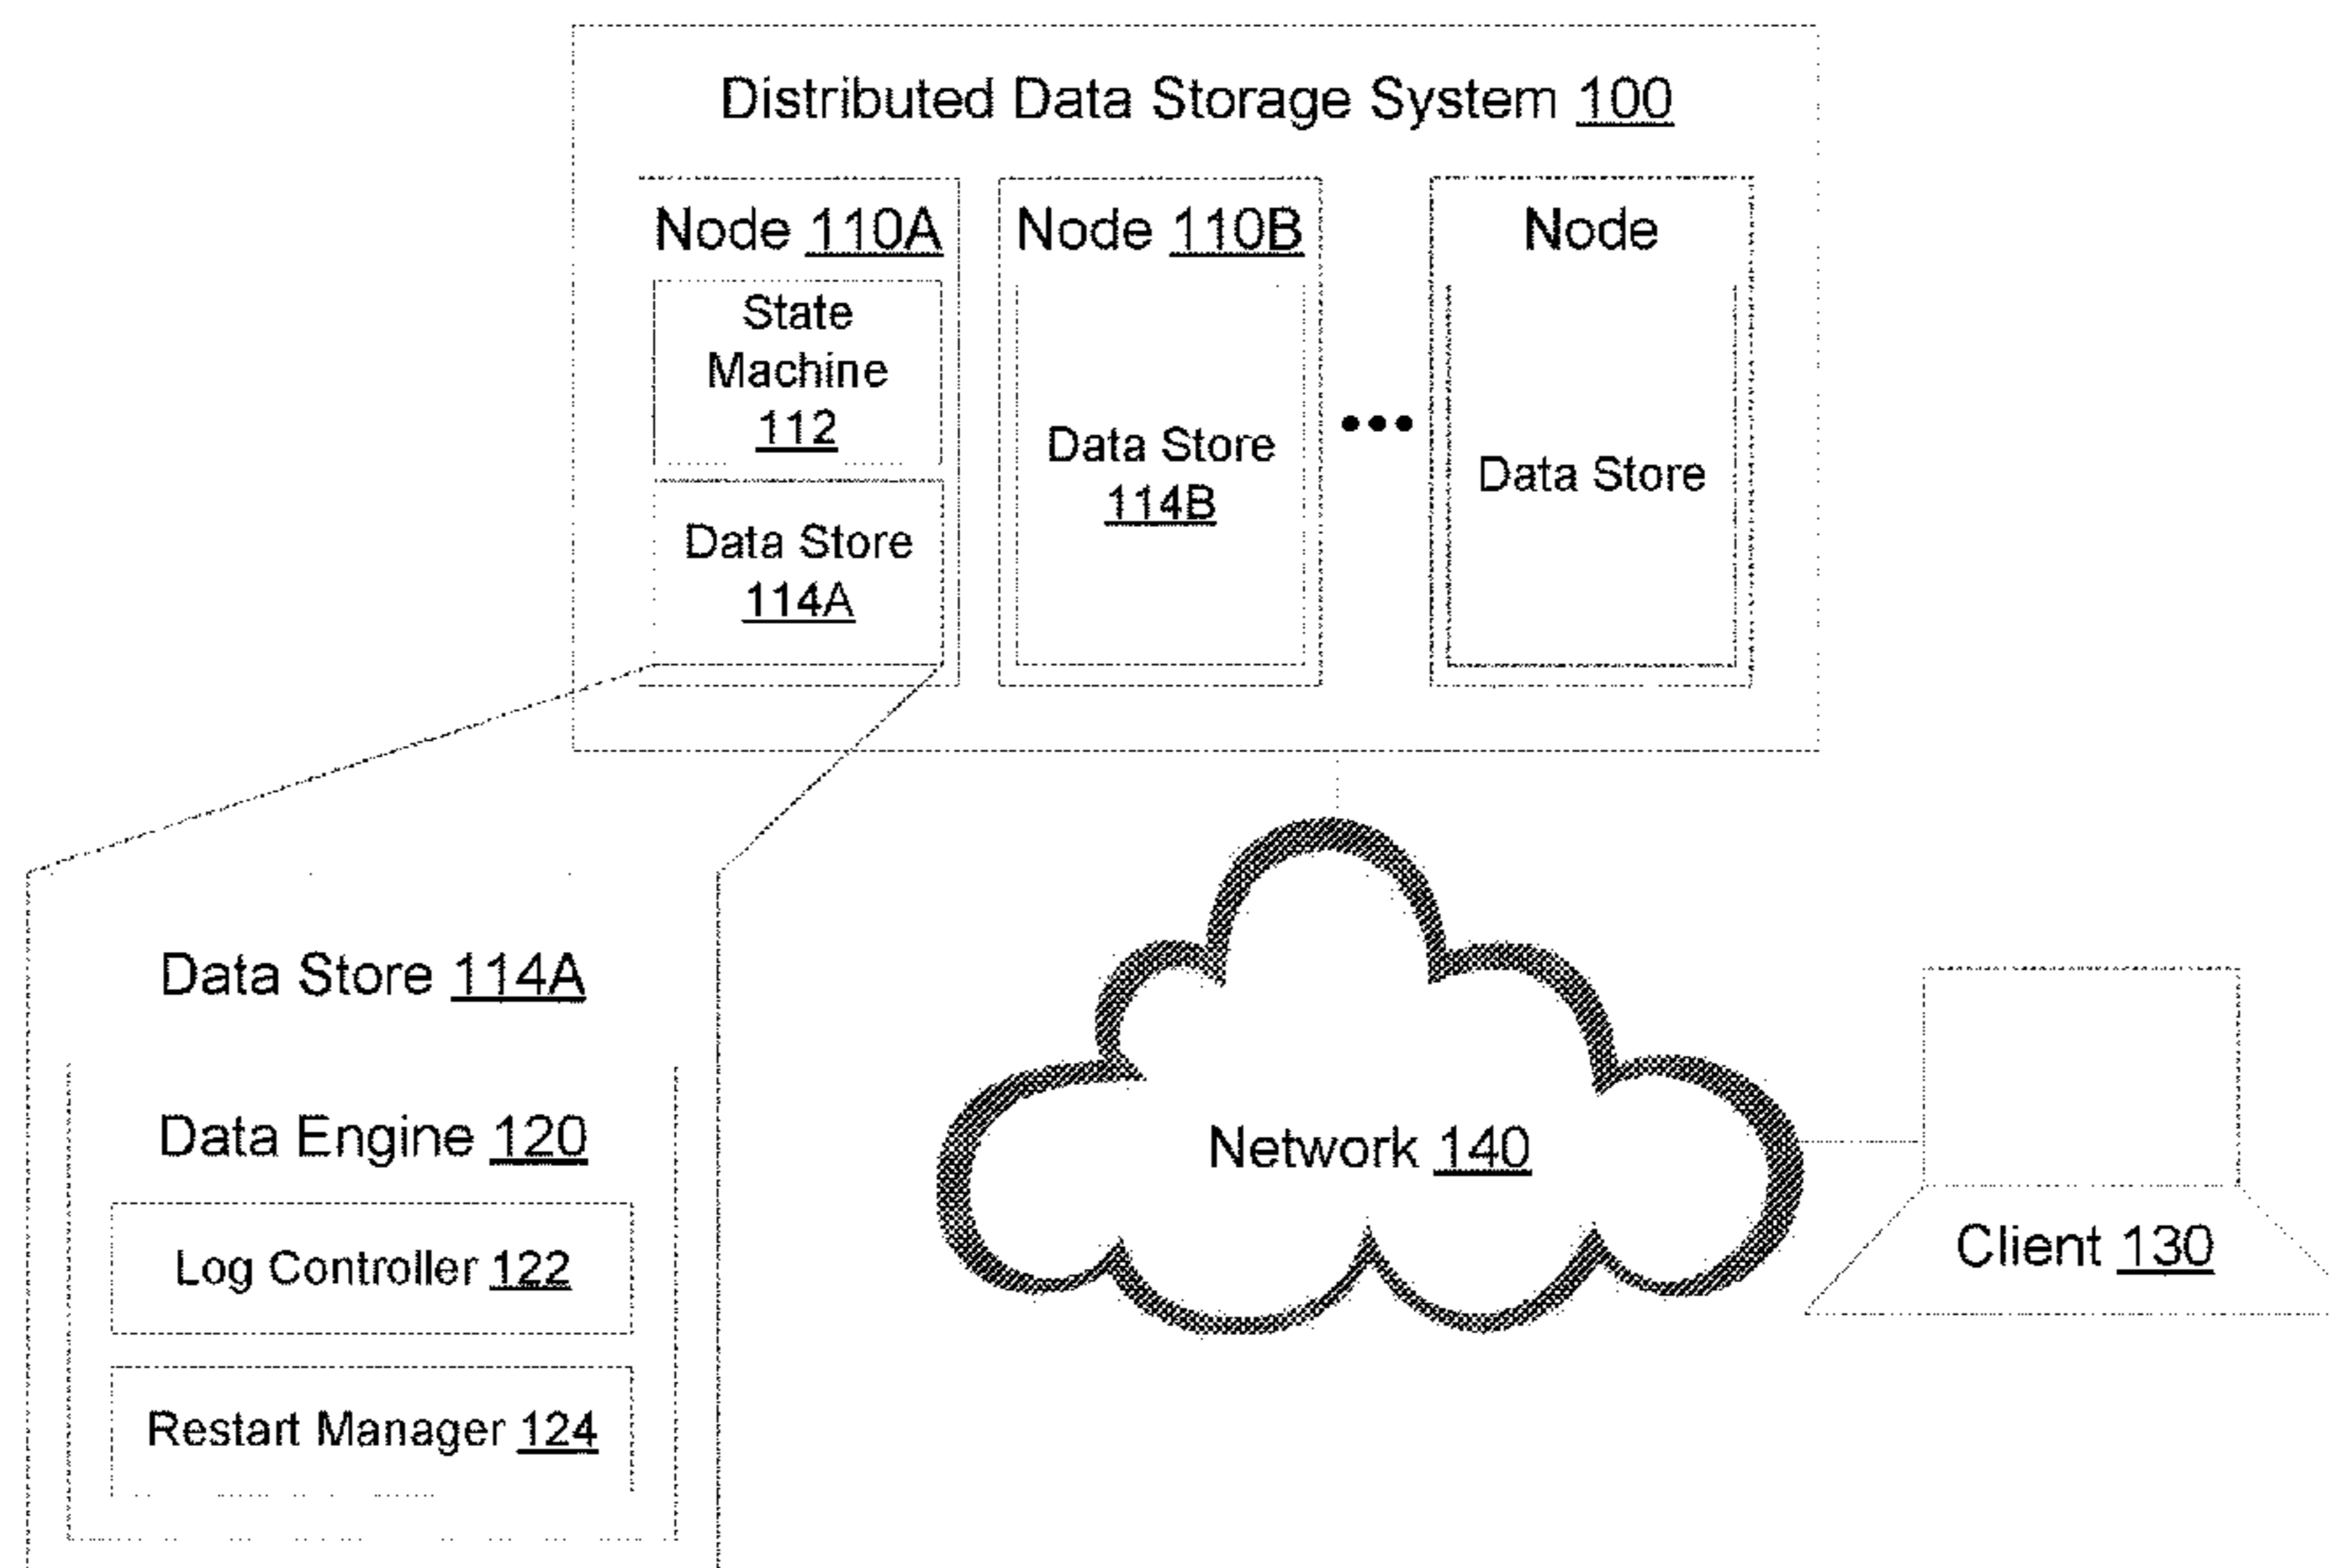 Distributed Data Storage System 100
Node 110A
State
Machine
112
Data Store
114A
Node 110B
Data Store
114B
•••
Node
Data Store
Data Store 114A
Data Engine 120
Log Controller 122
Restart Manager 124
Network 140
Client 130